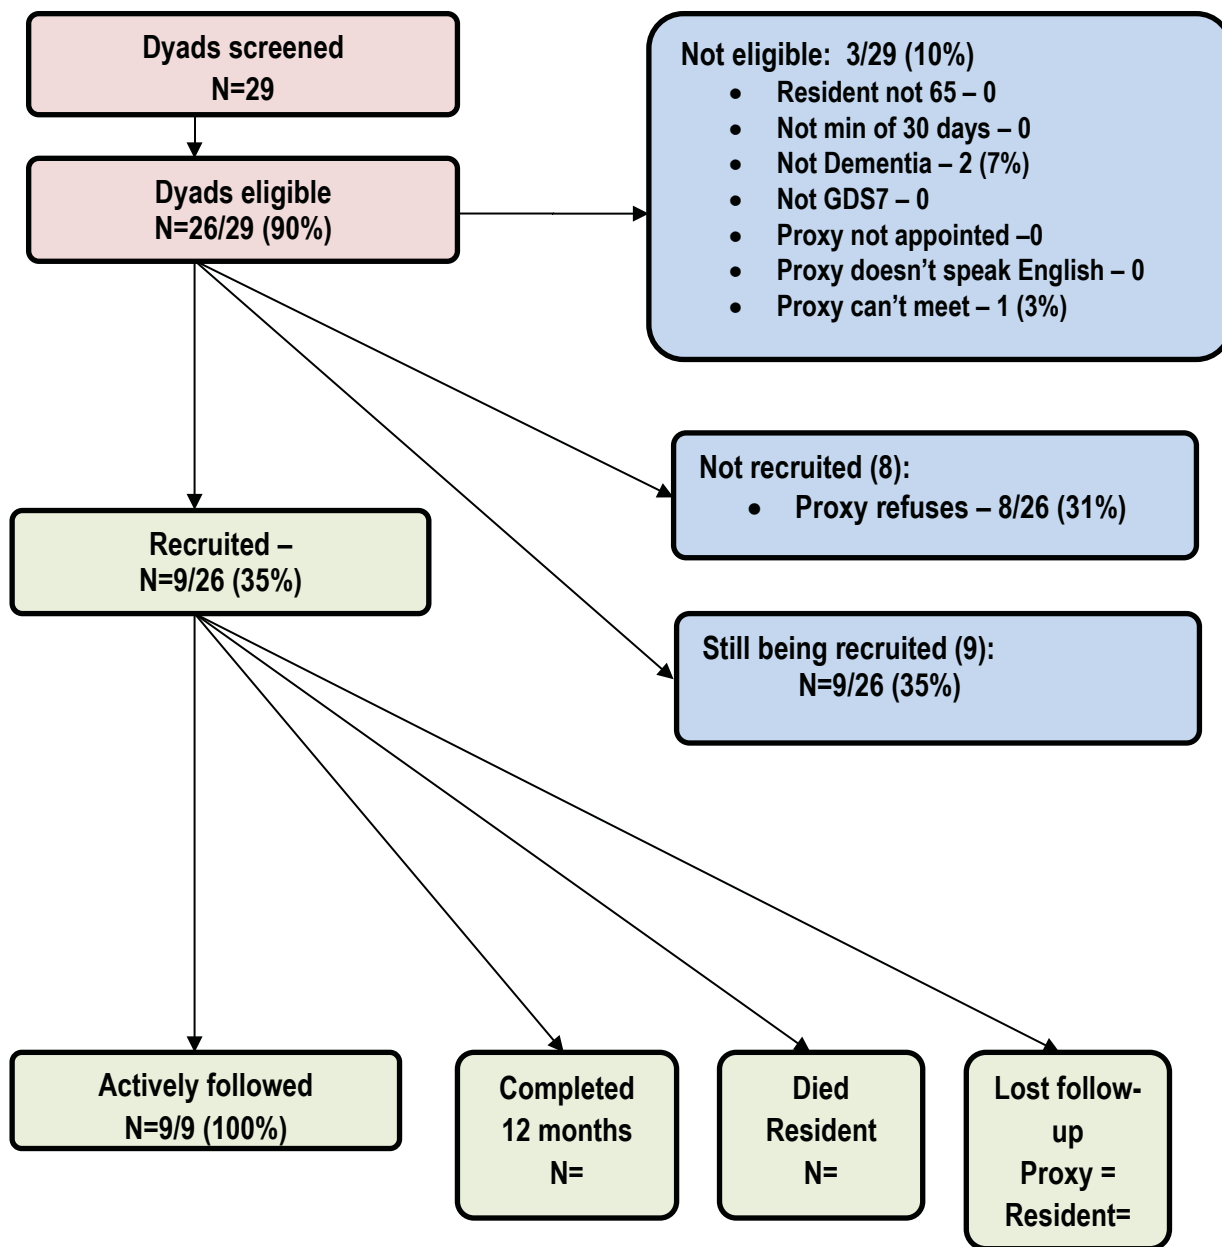 Dyads screened
N=29
Dyads eligible
N=26/29 (90%)
Not eligible:  3/29 (10%)
• Resident not 65 – 0
• Not min of 30 days – 0
• Not Dementia – 2 (7%)
• Not GDS7 – 0
• Proxy not appointed –0
• Proxy doesn’t speak English – 0
• Proxy can’t meet – 1 (3%)
Not recruited (8):
• Proxy refuses – 8/26 (31%)
Recruited –
N=9/26 (35%)
Still being recruited (9):
N=9/26 (35%)
Actively followed
N=9/9 (100%)
Completed
12 months
N=
Died
Resident
N=
Lost follow-
up
Proxy =
Resident=